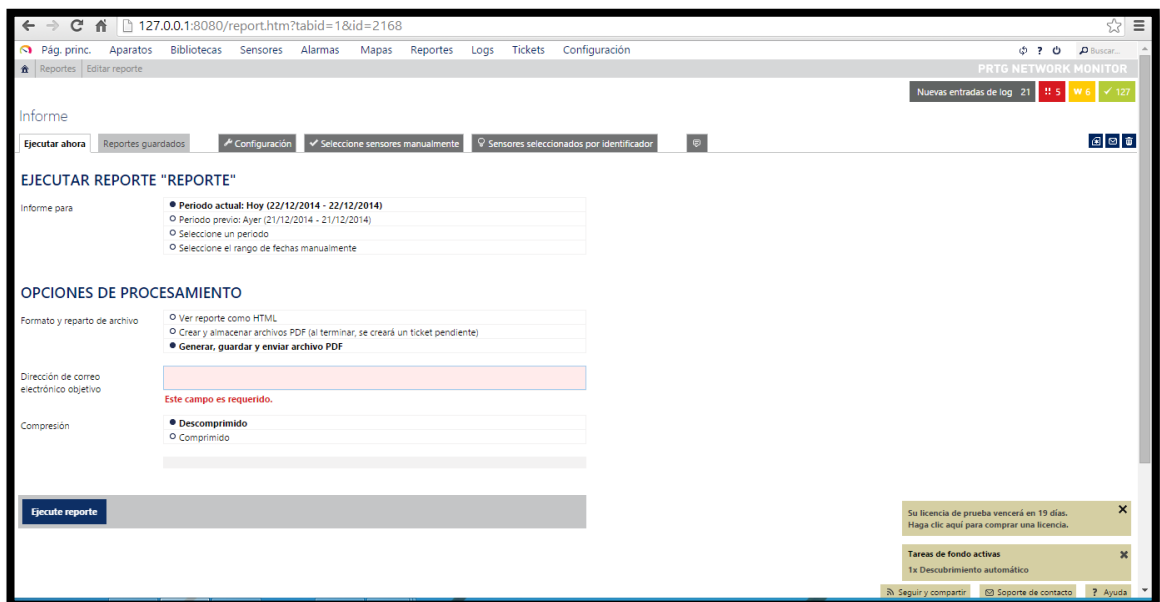 127.0.0.1:8080/report.htm?tabid=1&id=2168
Pág. princ. Aparatos Bibliotecas Sensores Alarmas Mapas Reportes Logs Tickets Configuración ? Buscar...
Reportes Editar reporte PRTG NETWORK MONITOR
Nuevas entradas de log 21 !! 5 W 6 ✓ 127
Informe
Ejecutar ahora Reportes guardados Configuración Seleccione sensores manualmente Sensores seleccionados por identificador
EJECUTAR REPORTE "REPORTE"
Informe para
Periodo actual: Hoy (22/12/2014 - 22/12/2014)
Periodo previo: Ayer (21/12/2014 - 21/12/2014)
Seleccione un periodo
Seleccione el rango de fechas manualmente
OPCIONES DE PROCESAMIENTO
Formato y reparto de archivo
Ver reporte como HTML
Crear y almacenar archivos PDF (al terminar, se creará un ticket pendiente)
Generar, guardar y enviar archivo PDF
Dirección de correo
electrónico objetivo
Este campo es requerido.
Compresión
Descomprimido
Comprimido
Ejecute reporte
Su licencia de prueba vencerá en 19 días.
Haga clic aquí para comprar una licencia.
Tareas de fondo activas
1x Descubrimiento automático
Seguir y compartir Soporte de contacto ? Ayuda